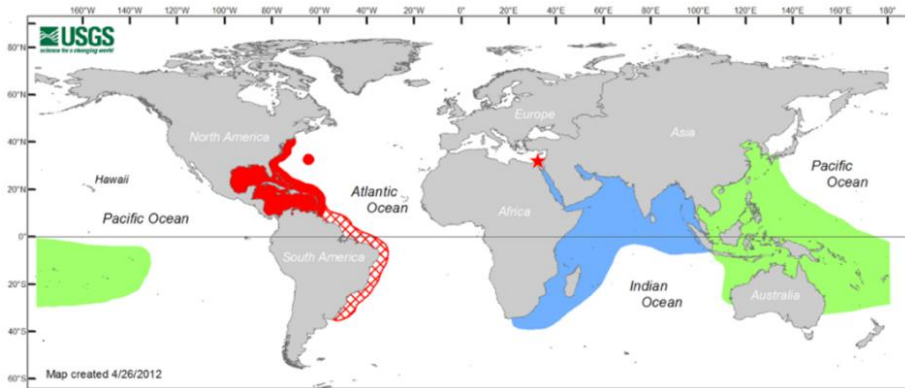 160°W 140°W 120°W 100°W 80°W 60°W 40°W 20°W 0° 20°E 40°E 60°E 80°E 100°E 120°E 140°E 160°E 180°
USGS
science for a changing world
80°N
60°N
40°N
20°N
0°
20°S
40°S
60°S
North America
Europe
Asia
Hawaii
Atlantic
Ocean
Pacific
Ocean
Pacific Ocean
Africa
South America
Indian
Ocean
Australia
Map created 4/26/2012